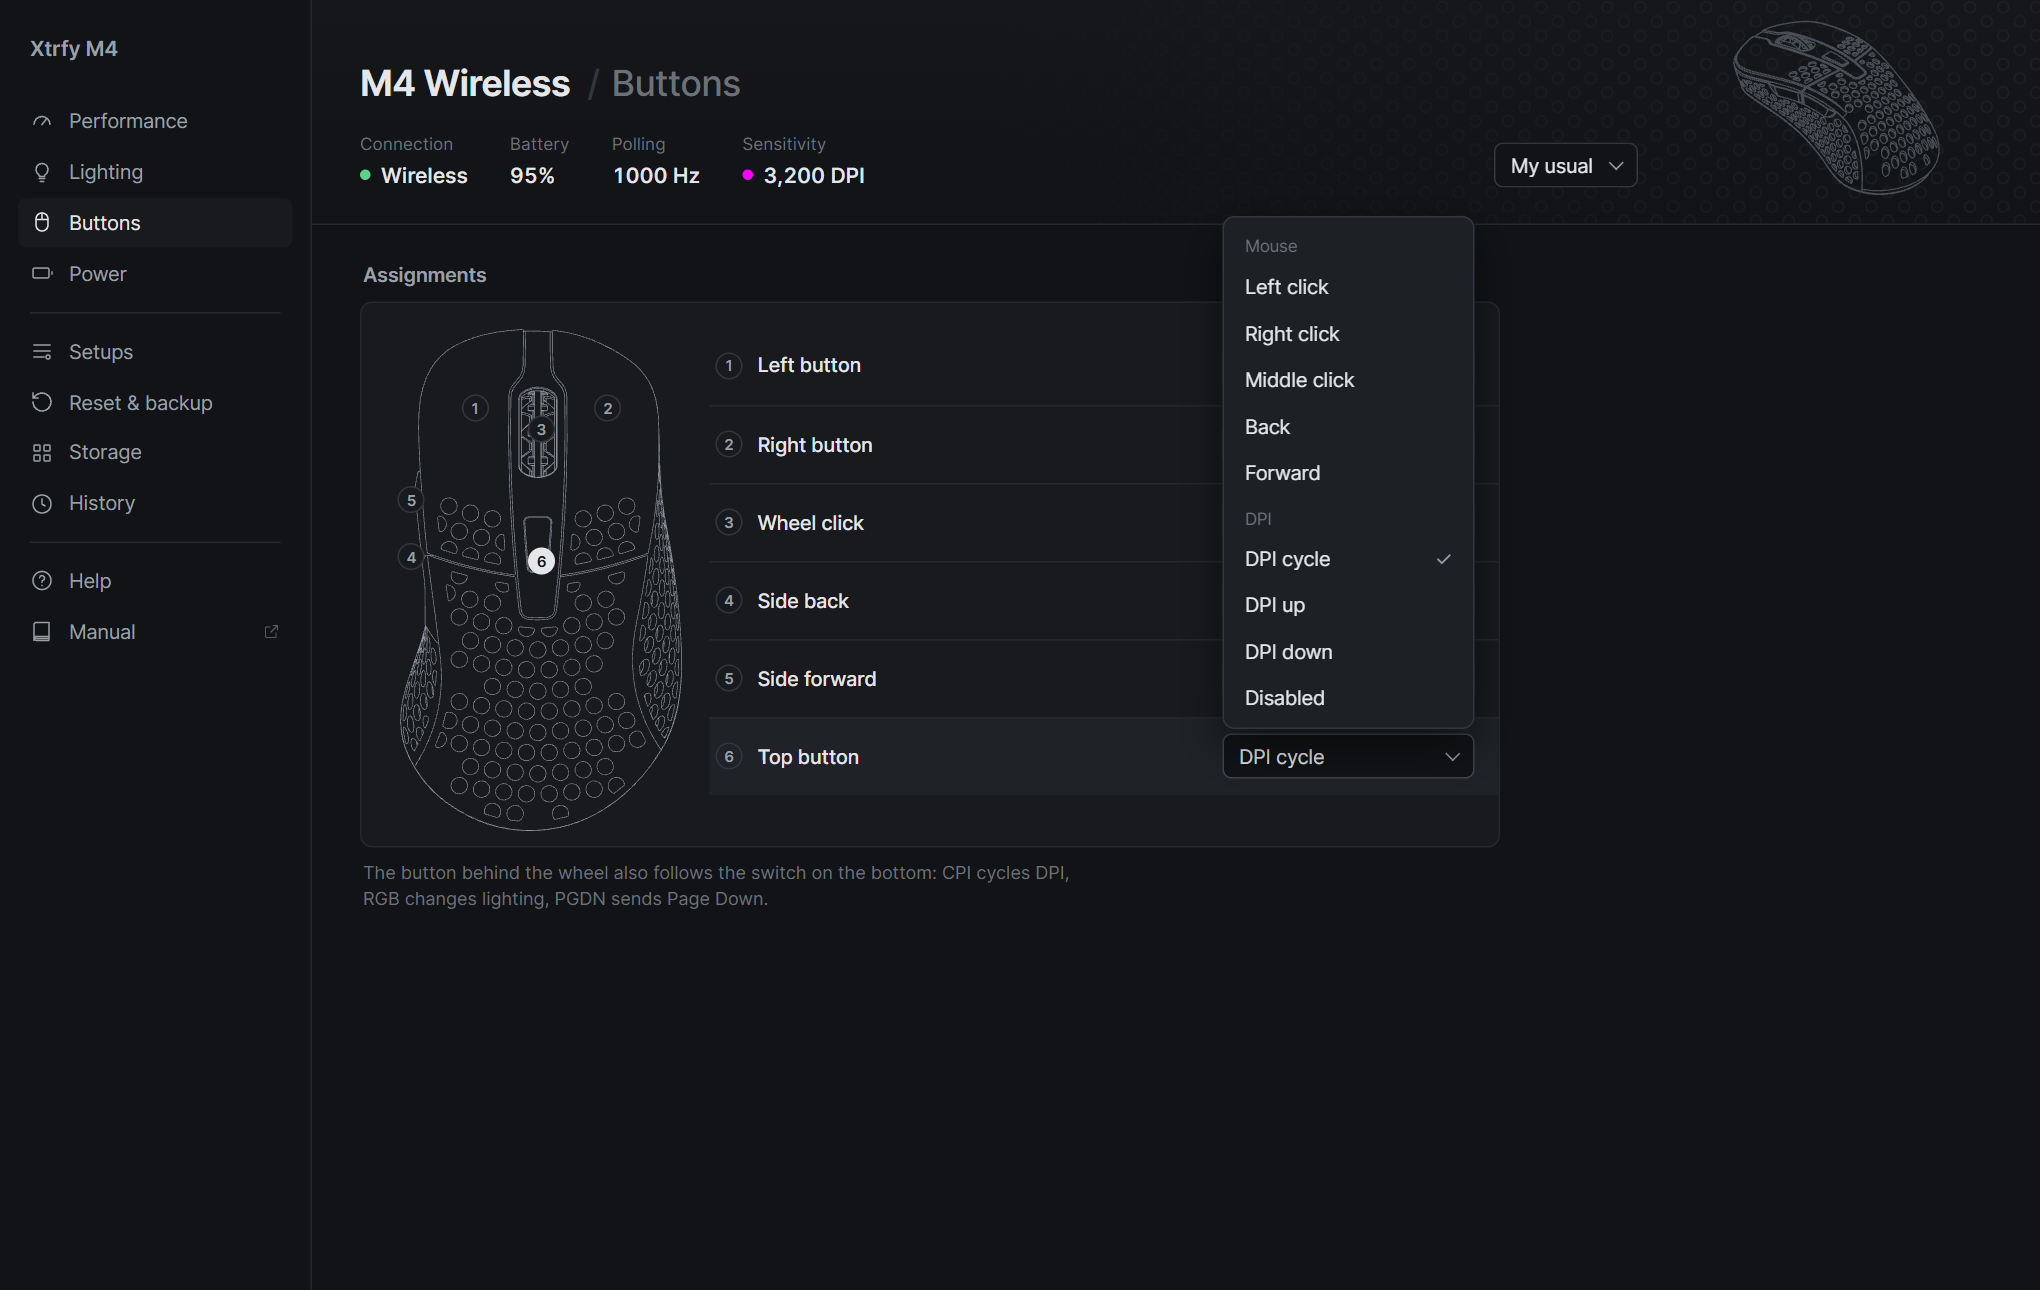 Xtrfy M4
Performance
Lighting
Buttons
Power
Setups
Reset & backup
Storage
History
Help
Manual
M4 Wireless / Buttons
Connection
Wireless
Battery
95%
Polling
1000 Hz
Sensitivity
3,200 DPI
My usual
Assignments
1
2
3
5
4
6
1 Left button
2 Right button
3 Wheel click
4 Side back
5 Side forward
6 Top button
Mouse
Left click
Right click
Middle click
Back
Forward
DPI
DPI cycle
DPI up
DPI down
Disabled
DPI cycle
The button behind the wheel also follows the switch on the bottom: CPI cycles DPI,
RGB changes lighting, PGDN sends Page Down.